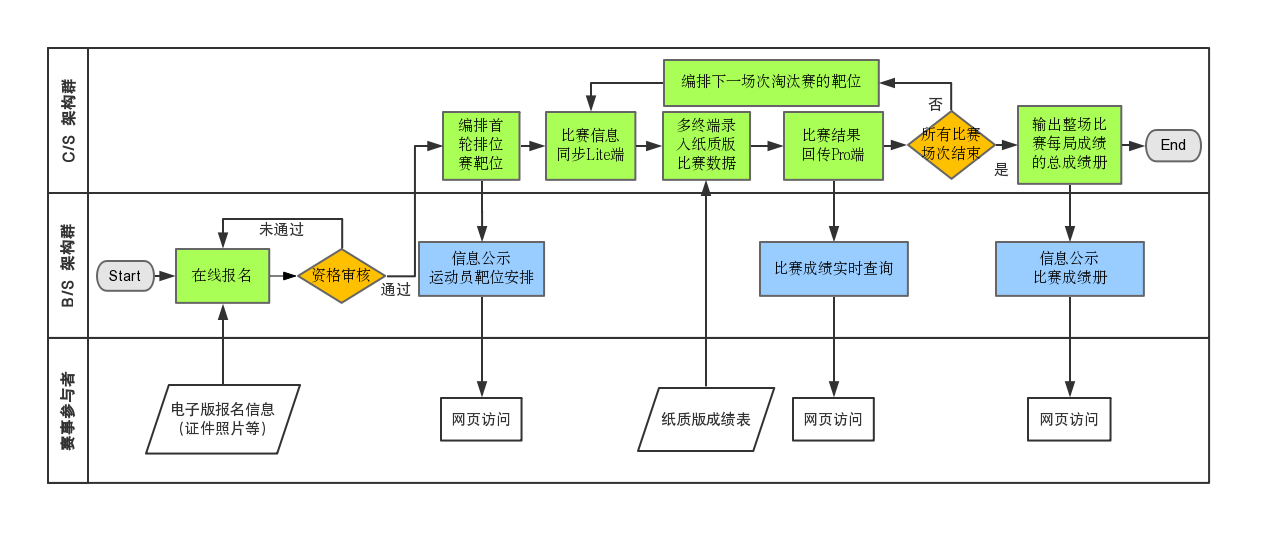 C/S 架构群
编排下一场次淘汰赛的靶位
否
编排首
轮排位
赛靶位
比赛信息
同步Lite端
多终端录
入纸质版
比赛数据
比赛结果
回传Pro端
所有比赛
场次结束
是
输出整场比
赛每局成绩
的总成绩册
End
B/S 架构群
未通过
Start
在线报名
资格审核
通过
信息公示
运动员靶位安排
比赛成绩实时查询
信息公示
比赛成绩册
赛事参与者
电子版报名信息
（证件照片等）
网页访问
纸质版成绩表
网页访问
网页访问